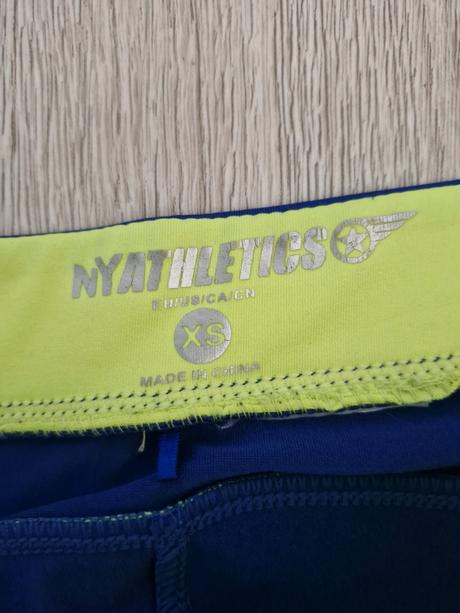 NYATHLETICS
EU/US/CA/CN
XS
MADE IN CHINA